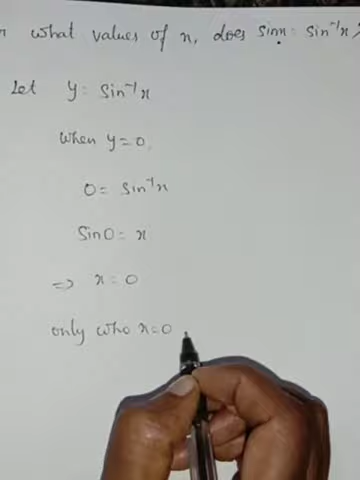 what values of x, does sinx = sin⁻¹x
Let y = sin⁻¹x
when y = 0,
0 = sin⁻¹x
Sin0 = x
=> x = 0
only who x = 0